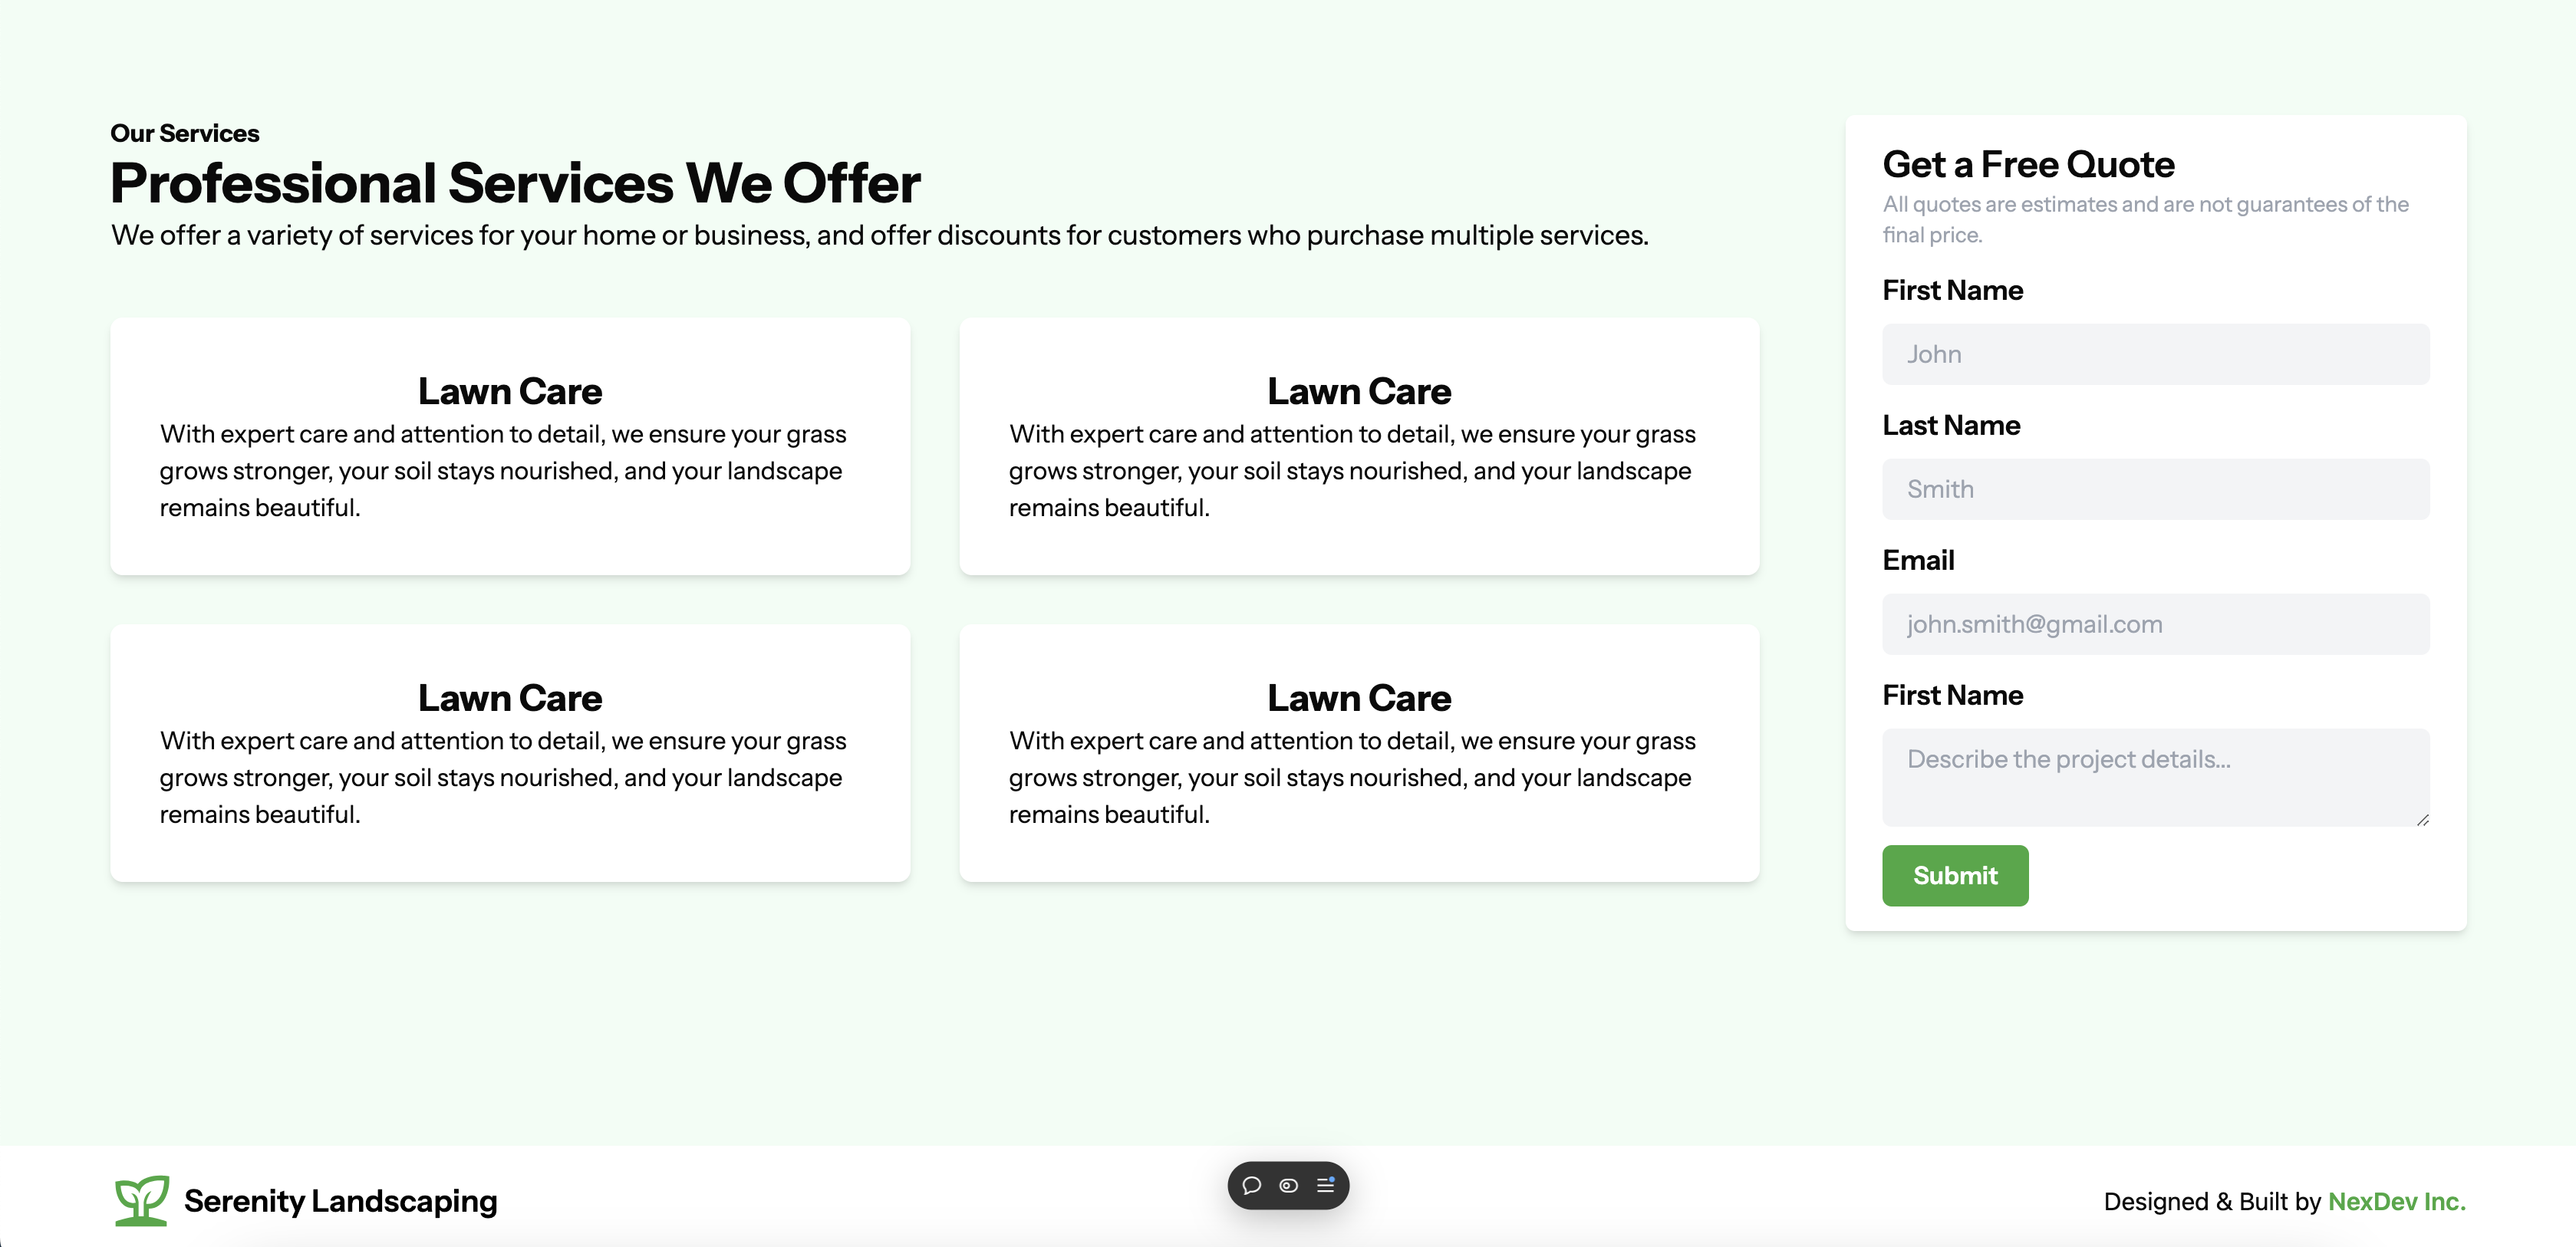 Our Services
Professional Services We Offer
We offer a variety of services for your home or business, and offer discounts for customers who purchase multiple services.
Lawn Care
With expert care and attention to detail, we ensure your grass
grows stronger, your soil stays nourished, and your landscape
remains beautiful.
Lawn Care
With expert care and attention to detail, we ensure your grass
grows stronger, your soil stays nourished, and your landscape
remains beautiful.
Lawn Care
With expert care and attention to detail, we ensure your grass
grows stronger, your soil stays nourished, and your landscape
remains beautiful.
Lawn Care
With expert care and attention to detail, we ensure your grass
grows stronger, your soil stays nourished, and your landscape
remains beautiful.
Get a Free Quote
All quotes are estimates and are not guarantees of the
final price.
First Name
John
Last Name
Smith
Email
john.smith@gmail.com
First Name
Describe the project details...
Submit
Serenity Landscaping
Designed & Built by NexDev Inc.